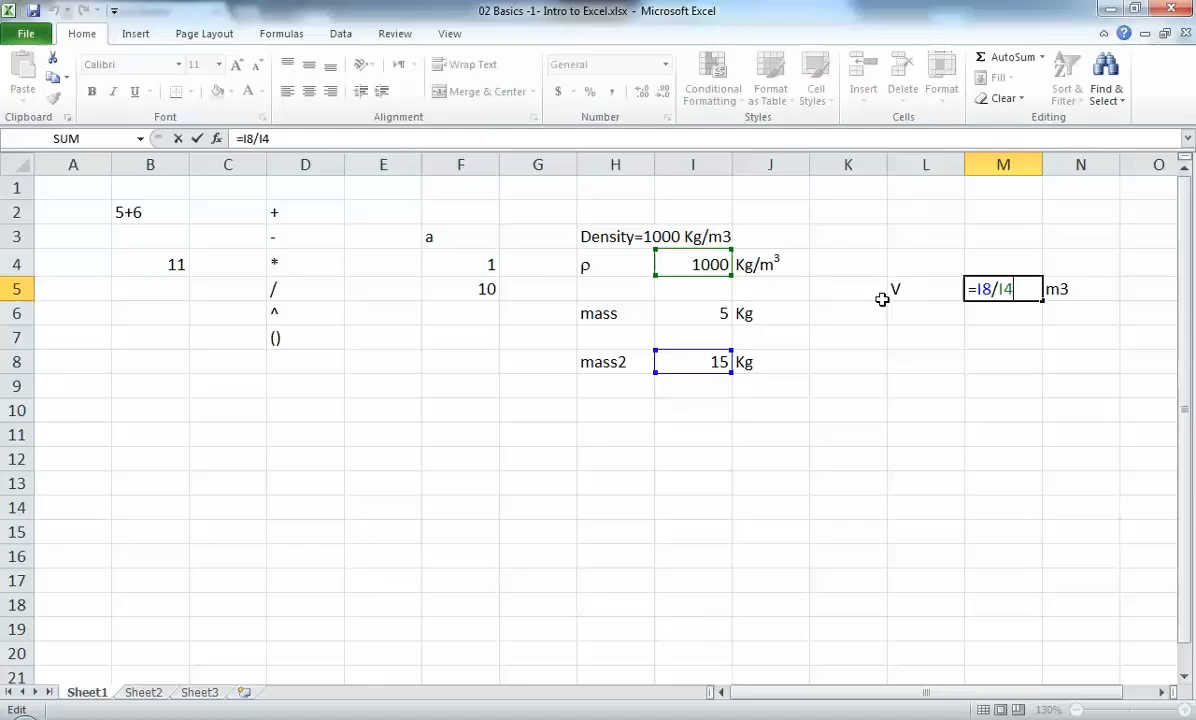 02 Basics -1- Intro to Excel.xlsx - Microsoft Excel
File Home Insert Page Layout Formulas Data Review View
Paste Calibri 11 A A Wrap Text General Conditional Formatting Format as Table Cell Styles Insert Delete Format Σ AutoSum Fill Clear Sort & Filter Find & Select
B I U A Merge & Center $ % , .0 .00 .00 .0
Clipboard Font Alignment Number Styles Cells Editing
SUM fx =I8/I4
A B C D E F G H I J K L M N O
1
2 5+6 +
3 - a Density=1000 Kg/m3
4 11 * 1 ρ 1000 Kg/m3
5 / 10 V =I8/I4 m3
6 ^ mass 5 Kg
7 ()
8 mass2 15 Kg
9
10
11
12
13
14
15
16
17
18
19
20
21
Sheet1 Sheet2 Sheet3
Edit 130%